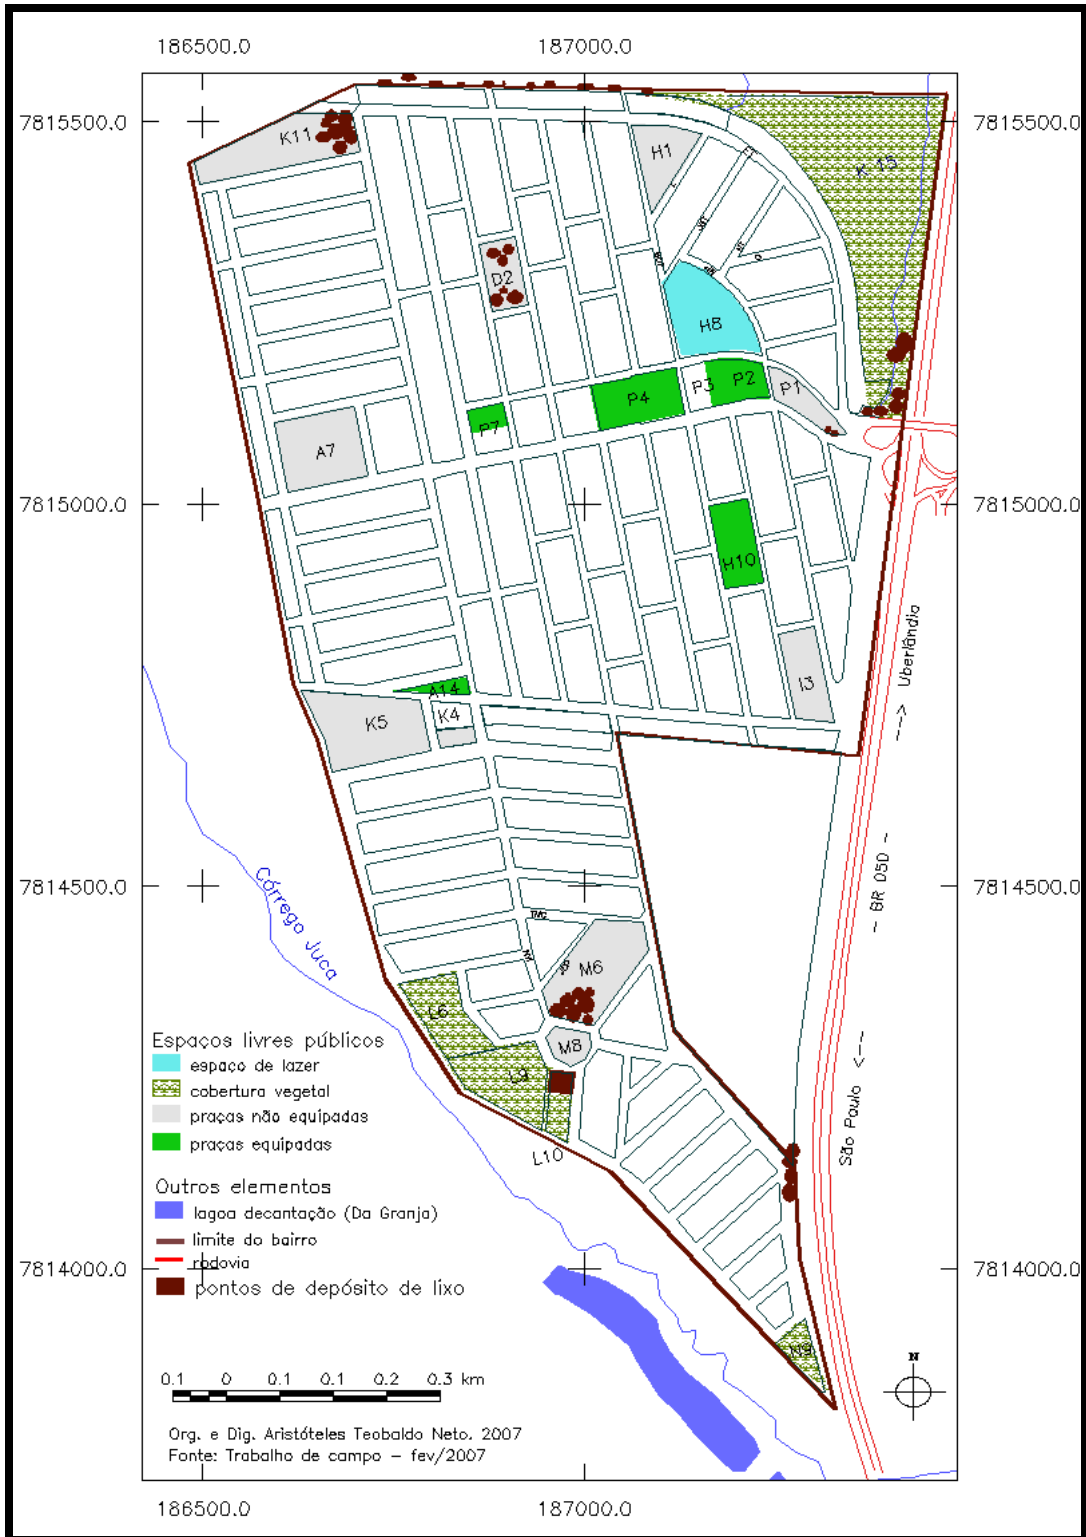 186500.0 187000.0
7815500.0 7815500.0
K11
H1
K 15
D2
H8
P4
P3
P2
P1
P7
A7
7815000.0 7815000.0
H10
I3
A14
K4
K5
---> Uberlândia
- BR 050 -
São Paulo <---
7814500.0 7814500.0
Córrego Juca
M6
L6
M8
L9
L10
N9
Espaços livres públicos
espaço de lazer
cobertura vegetal
praças não equipadas
praças equipadas
Outros elementos
lagoa decantação (Da Granja)
limite do bairro
rodovia
pontos de depósito de lixo
7814000.0 7814000.0
0.1 0 0.1 0.2 0.3 km
N
Org. e Dig. Aristóteles Teobaldo Neto. 2007
Fonte: Trabalho de campo – fev/2007
186500.0 187000.0